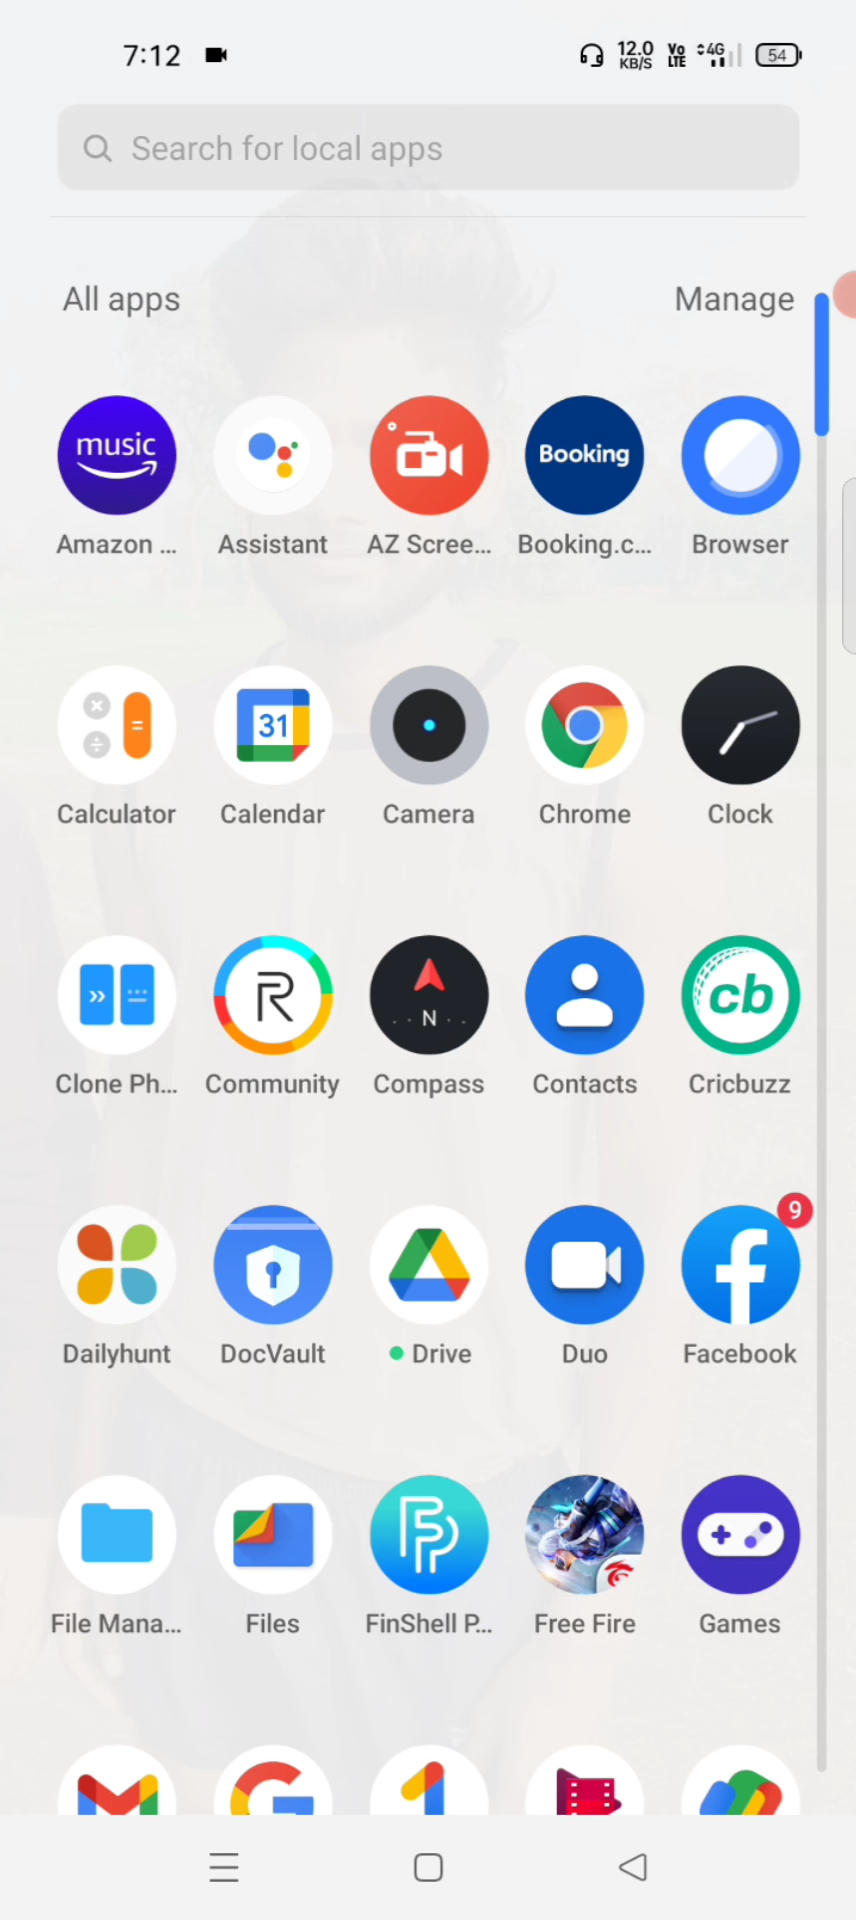 7:12 12.0 KB/S Vo LTE 4G 54
Search for local apps
All apps Manage
music Booking
Amazon ... Assistant AZ Scree... Booking.c... Browser
31
Calculator Calendar Camera Chrome Clock
R N cb
Clone Ph... Community Compass Contacts Cricbuzz
9
Dailyhunt DocVault Drive Duo Facebook
File Mana... Files FinShell P... Free Fire Games